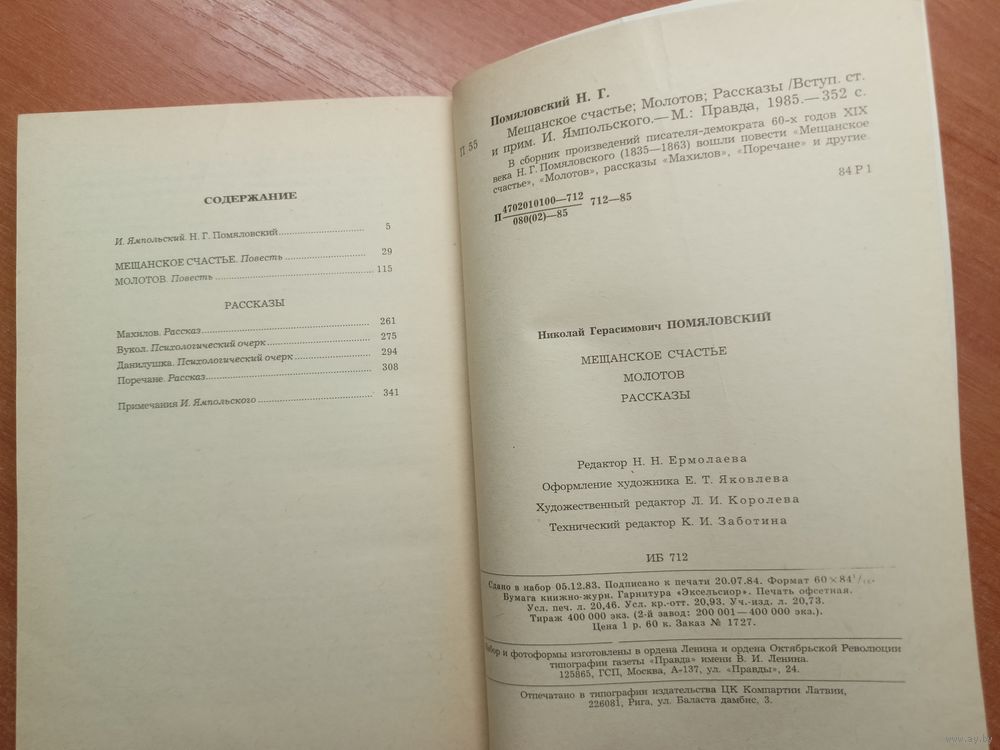 СОДЕРЖАНИЕ
И. Ямпольский. Н. Г. Помяловский 5
МЕЩАНСКОЕ СЧАСТЬЕ. Повесть 29
МОЛОТОВ. Повесть 115
РАССКАЗЫ
Махилов. Рассказ 261
Вукол. Психологический очерк 275
Данилушка. Психологический очерк 294
Поречане. Рассказ 308
Примечания И. Ямпольского 341
Помяловский Н. Г.
П 55 Мещанское счастье; Молотов; Рассказы /Вступ. ст.
и прим. И. Ямпольского.— М.: Правда, 1985.—352 с.
В сборник произведений писателя-демократа 60-х годов XIX
века Н. Г. Помяловского (1835—1863) вошли повести «Мещанское
счастье», «Молотов», рассказы «Махилов», «Поречане» и другие
84 Р 1
П 4702010100—712
080(02)—85
712—85
Николай Герасимович ПОМЯЛОВСКИЙ
МЕЩАНСКОЕ СЧАСТЬЕ
МОЛОТОВ
РАССКАЗЫ
Редактор Н. Н. Ермолаева
Оформление художника Е. Т. Яковлева
Художественный редактор Л. И. Королева
Технический редактор К. И. Заботина
ИБ 712
Сдано в набор 05.12.83. Подписано к печати 20.07.84. Формат 60×84¹/₁₆.
Бумага книжно-журн. Гарнитура «Эксельсиор». Печать офсетная.
Усл. печ. л. 20,46. Усл. кр.-отт. 20,93. Уч.-изд. л. 20,73.
Тираж 400 000 экз. (2-й завод: 200 001—400 000 экз.).
Цена 1 р. 60 к. Заказ № 1727.
Набор и фотоформы изготовлены в ордена Ленина и ордена Октябрьской Революции
типографии газеты «Правда» имени В. И. Ленина.
125865, ГСП, Москва, А-137, ул. «Правды», 24.
Отпечатано в типографии издательства ЦК Компартии Латвии,
226081, Рига, ул. Баласта дамбис, 3.
www.ay.by